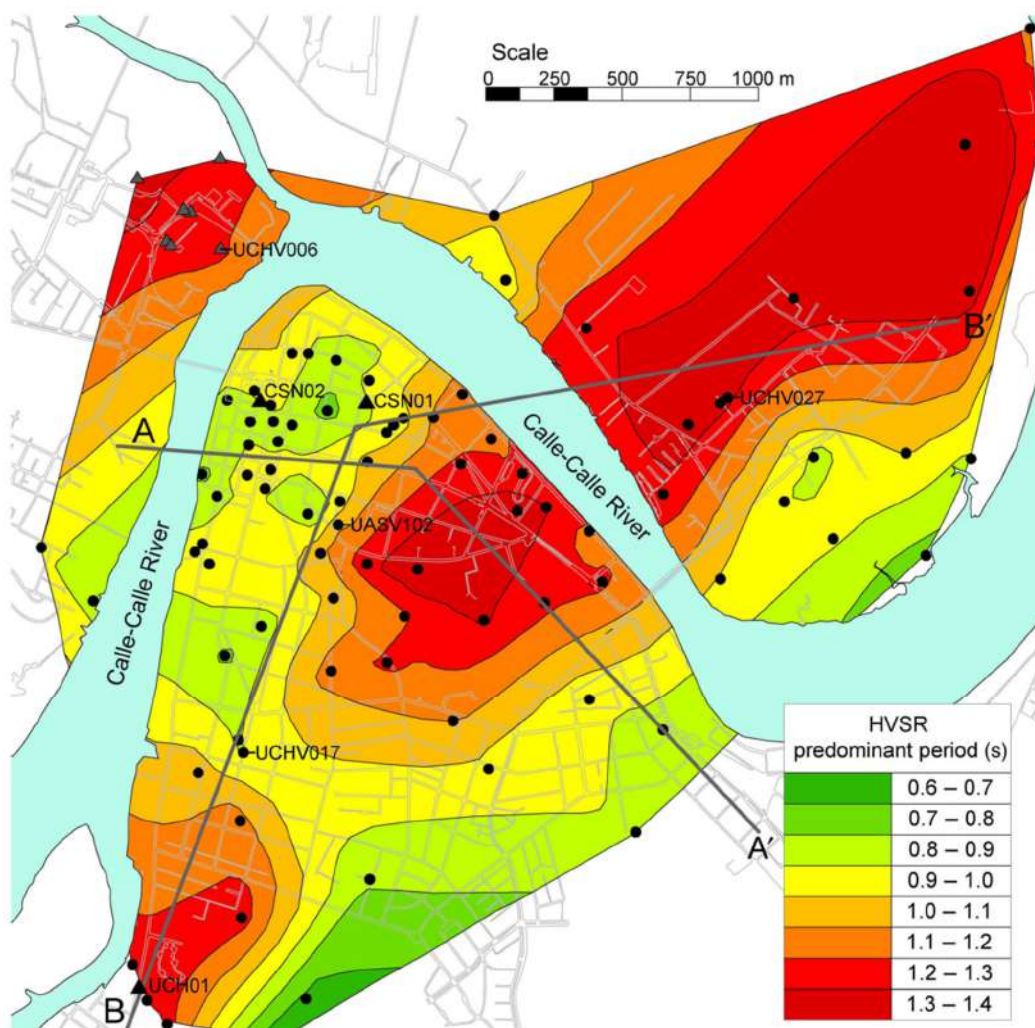 Scale
0 250 500 750 1000 m
UCHV006
B′
CSN02
CSN01
UCHV027
A
Calle-Calle River
UASV102
Calle-Calle River
UCHV017
HVSR
predominant period (s)
0.6 – 0.7
0.7 – 0.8
0.8 – 0.9
0.9 – 1.0
1.0 – 1.1
1.1 – 1.2
1.2 – 1.3
1.3 – 1.4
A′
UCH01
B